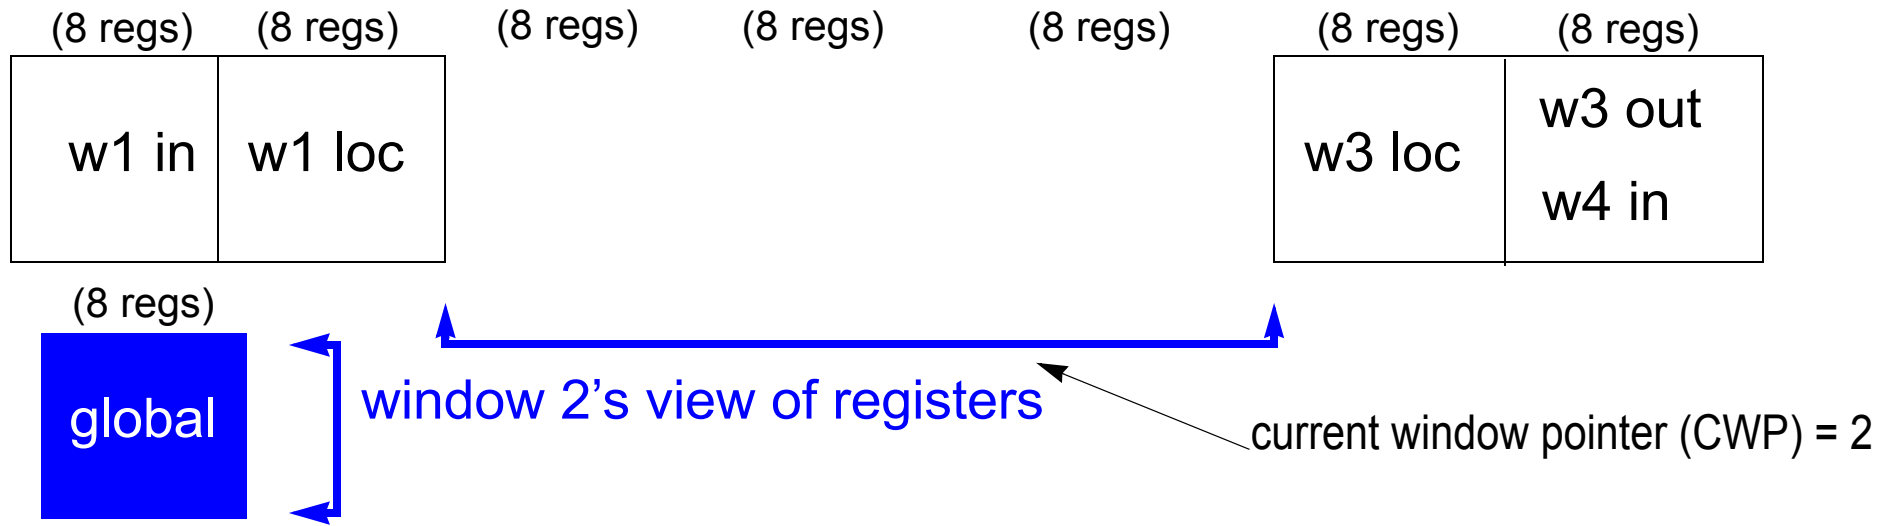 (8 regs) (8 regs) (8 regs) (8 regs) (8 regs) (8 regs) (8 regs)
w1 in w1 loc w3 loc w3 out
w4 in
(8 regs)
global
window 2’s view of registers
current window pointer (CWP) = 2